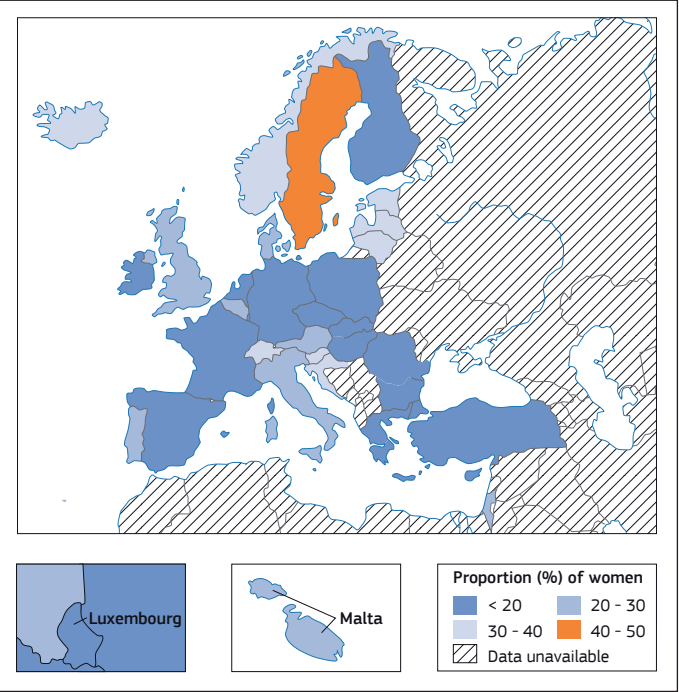 Luxembourg
Malta
Proportion (%) of women
< 20
20 - 30
30 - 40
40 - 50
Data unavailable